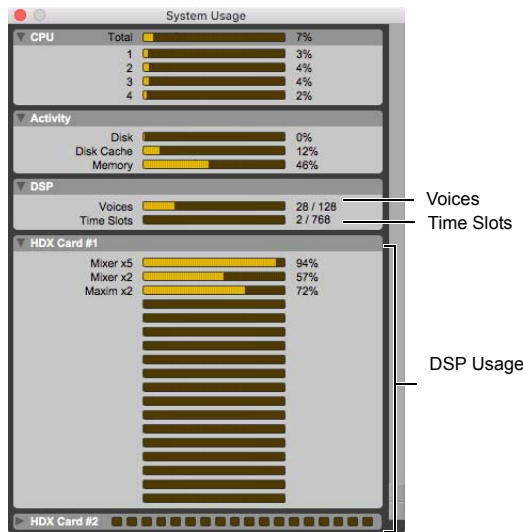 System Usage
CPU Total 7%
1 3%
2 4%
3 4%
4 2%
Activity
Disk 0%
Disk Cache 12%
Memory 46%
DSP
Voices 28 / 128
Time Slots 2 / 768
HDX Card #1
Mixer x5 94%
Mixer x2 57%
Maxim x2 72%
HDX Card #2
Voices
Time Slots
DSP Usage